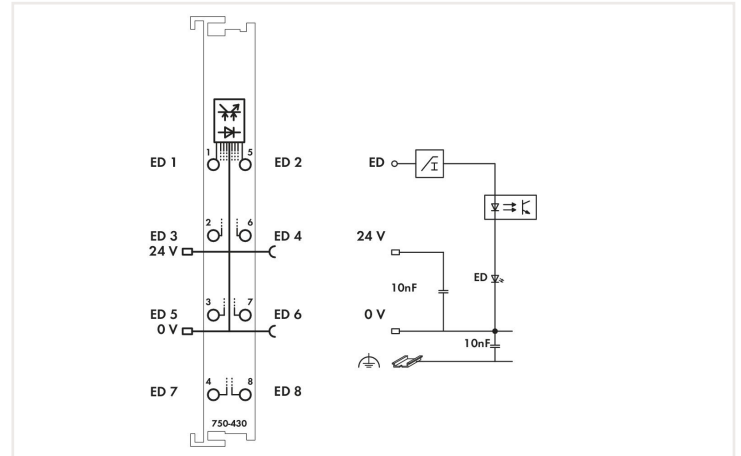 1 5
ED 1 ED 2 ED I
2 6
ED 3 ED 4 24 V
24 V
ED
10nF
3 7
ED 5 ED 6 0 V
0 V
10nF
4 8
ED 7 ED 8
750-430